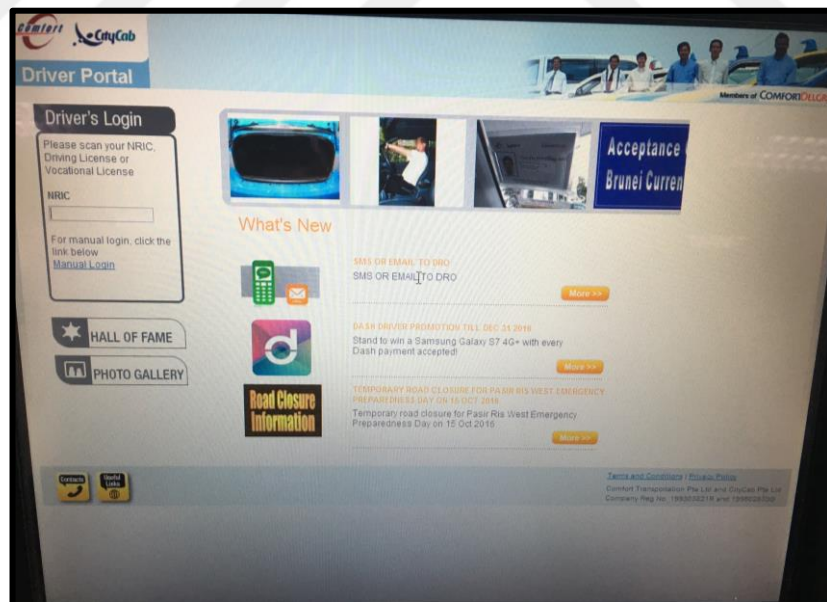 Comfort CityCab
Driver Portal
Members of COMFORTDELGR
Driver's Login
Please scan your NRIC,
Driving License or
Vocational License
NRIC
For manual login, click the
link below
Manual Login
HALL OF FAME
PHOTO GALLERY
Acceptance
Brunei Curren
What's New
SMS OR EMAIL TO DRO
SMS OR EMAIL TO DRO
More >>
DASH DRIVER PROMOTION TILL DEC 31 2016
Stand to win a Samsung Galaxy S7 4G+ with every
Dash payment accepted!
More >>
Road Closure
Information
TEMPORARY ROAD CLOSURE FOR PASIR RIS WEST EMERGENCY
PREPAREDNESS DAY ON 15 OCT 2016
Temporary road closure for Pasir Ris West Emergency
Preparedness Day on 15 Oct 2016
More >>
Contacts
Useful
Links
Terms and Conditions | Privacy Policy
Comfort Transportation Pte Ltd and CityCab Pte Ltd
Company Reg No. and